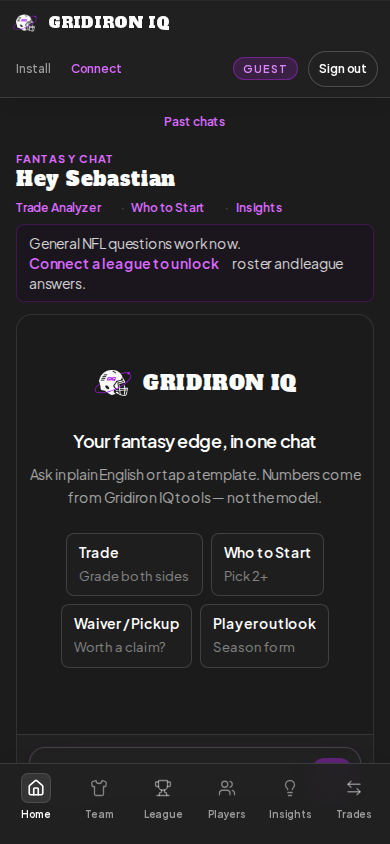 GRIDIRON IQ
Install Connect GUEST Sign out
Past chats
FANTASY CHAT
Hey Sebastian
Trade Analyzer · Who to Start · Insights
General NFL questions work now.
Connect a league to unlock roster and league
answers.
GRIDIRON IQ
Your fantasy edge, in one chat
Ask in plain English or tap a template. Numbers come
from Gridiron IQ tools — not the model.
Trade Who to Start
Grade both sides Pick 2+
Waiver / Pickup Player outlook
Worth a claim? Season form
Home Team League Players Insights Trades